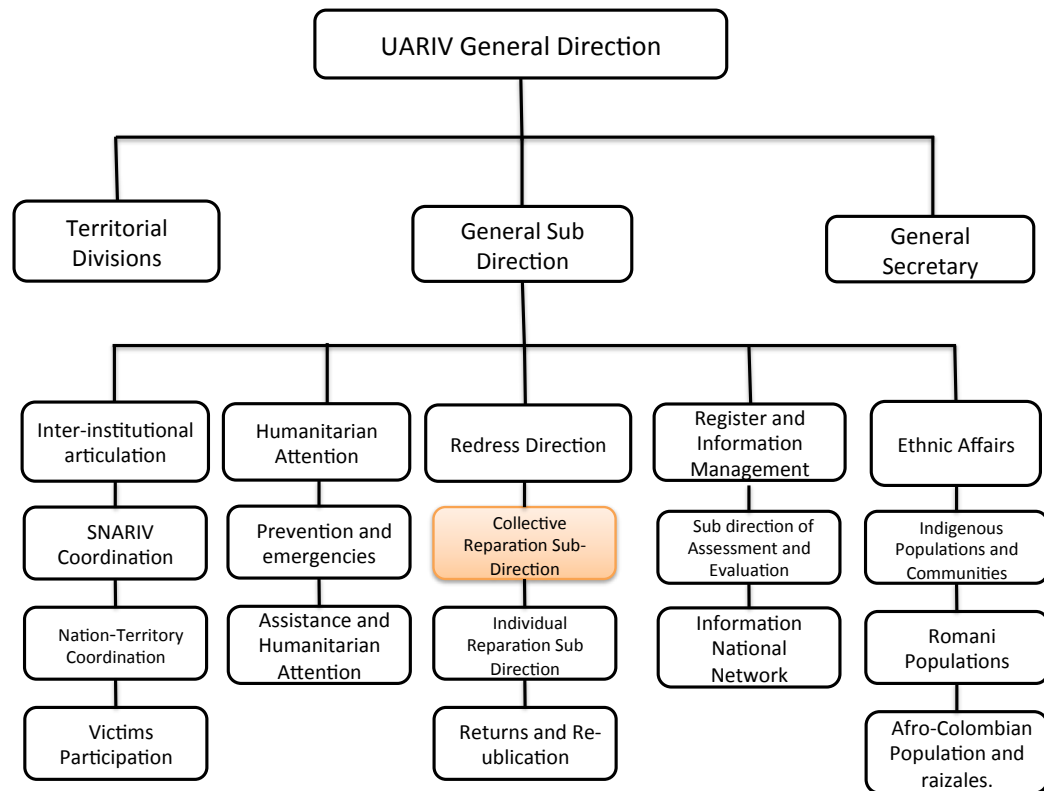 UARIV General Direction
Territorial
Divisions
General Sub
Direction
General
Secretary
Inter-institutional
articulation
Humanitarian
Attention
Redress Direction
Register and
Information
Management
Ethnic Affairs
SNARIV
Coordination
Prevention and
emergencies
Collective
Reparation Sub-
Direction
Sub direction of
Assessment and
Evaluation
Indigenous
Populations and
Communities
Nation-Territory
Coordination
Assistance and
Humanitarian
Attention
Individual
Reparation Sub
Direction
Information
National
Network
Romani
Populations
Victims
Participation
Returns and Re-
ublication
Afro-Colombian
Population and
raizales.